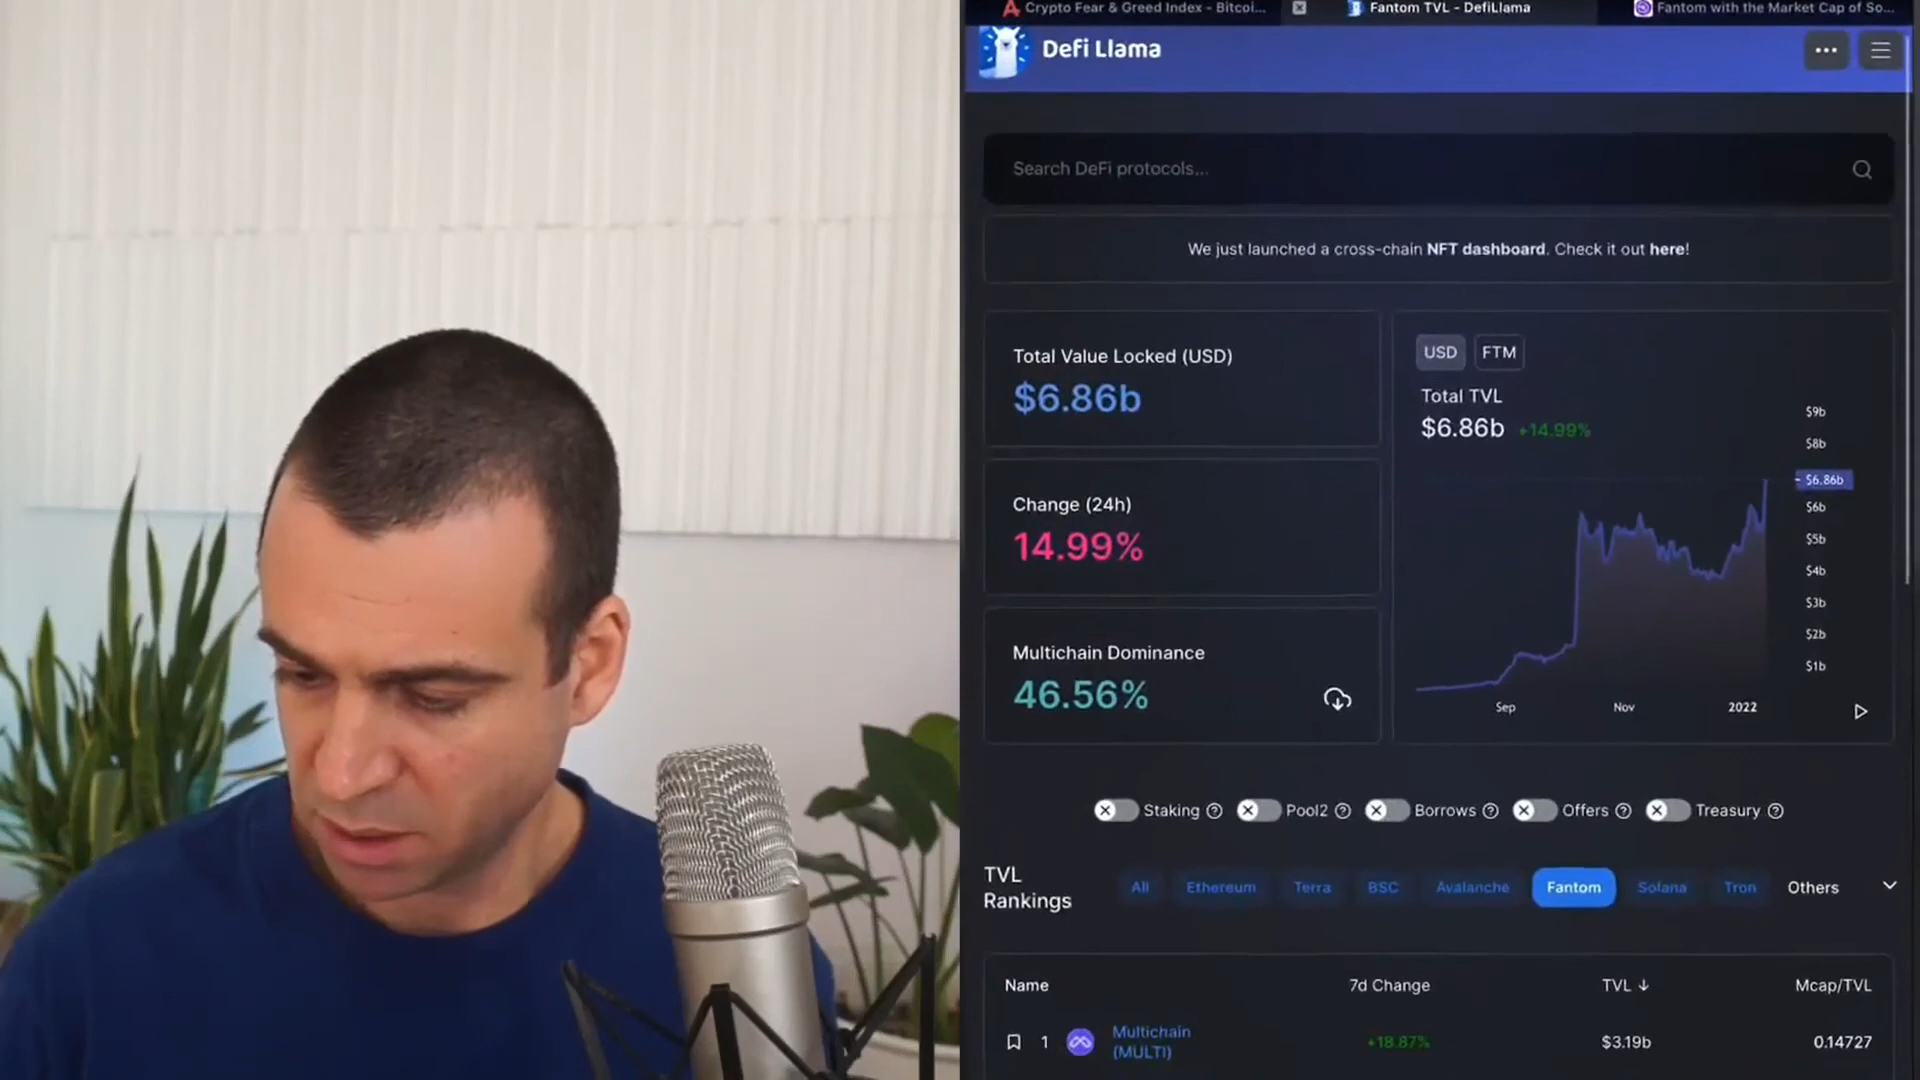 Crypto Fear & Greed Index - Bitcoi...
Fantom TVL - DefiLlama
Fantom with the Market Cap of So...
Defi Llama
Search DeFi protocols...
We just launched a cross-chain NFT dashboard. Check it out here!
Total Value Locked (USD)
$6.86b
Change (24h)
14.99%
Multichain Dominance
46.56%
USD FTM
Total TVL
$6.86b +14.99%
$9b
$8b
$6.86b
$6b
$5b
$4b
$3b
$2b
$1b
Sep Nov 2022
Staking Pool2 Borrows Offers Treasury
TVL
Rankings
All Ethereum Terra BSC Avalanche Fantom Solana Tron Others
Name 7d Change TVL ↓ Mcap/TVL
1 Multichain
(MULTI) +18.87% $3.19b 0.14727